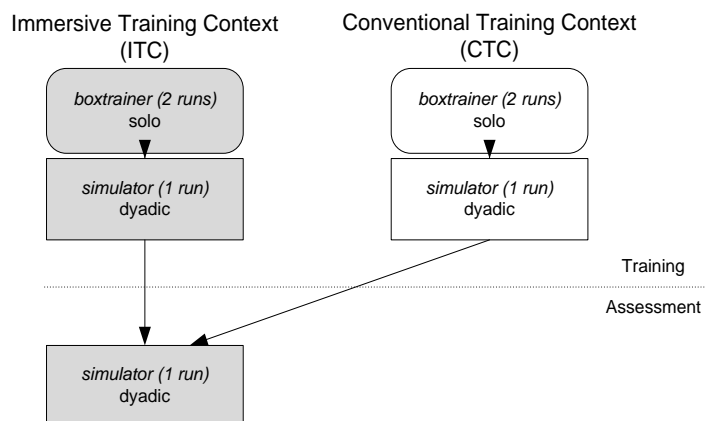 Immersive Training Context
(ITC)
Conventional Training Context
(CTC)
boxtrainer (2 runs)
solo
boxtrainer (2 runs)
solo
simulator (1 run)
dyadic
simulator (1 run)
dyadic
Training
Assessment
simulator (1 run)
dyadic